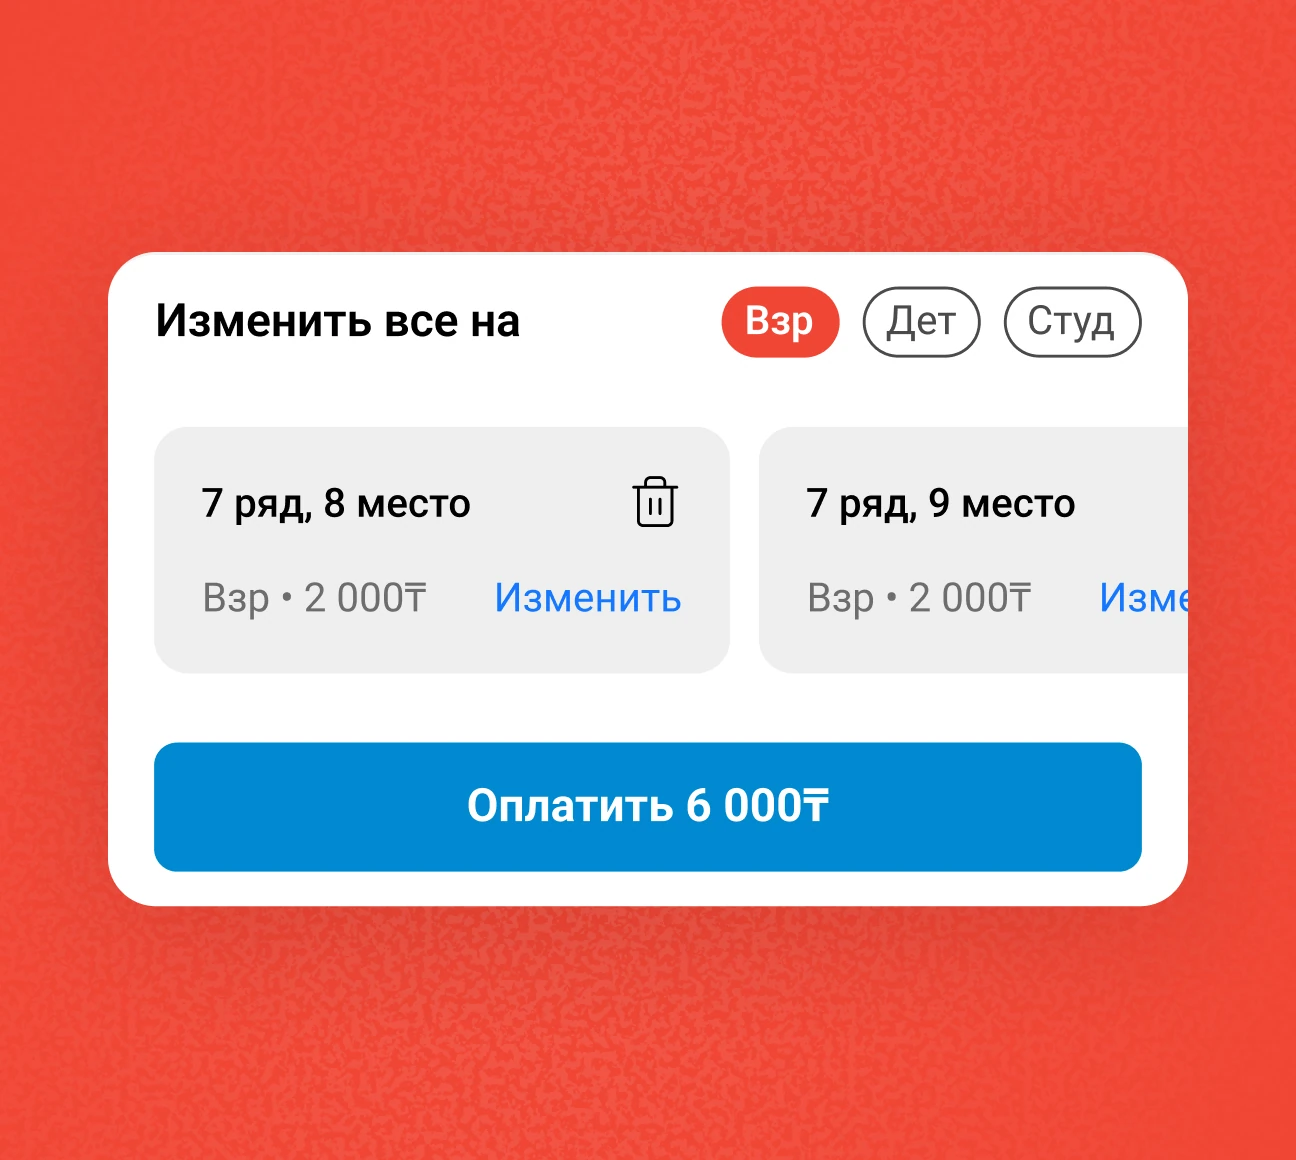 Изменить все на
Взр
Дет
Студ
7 ряд, 8 место
Взр • 2 000₸
Изменить
7 ряд, 9 место
Взр • 2 000₸
Изме
Оплатить 6 000₸